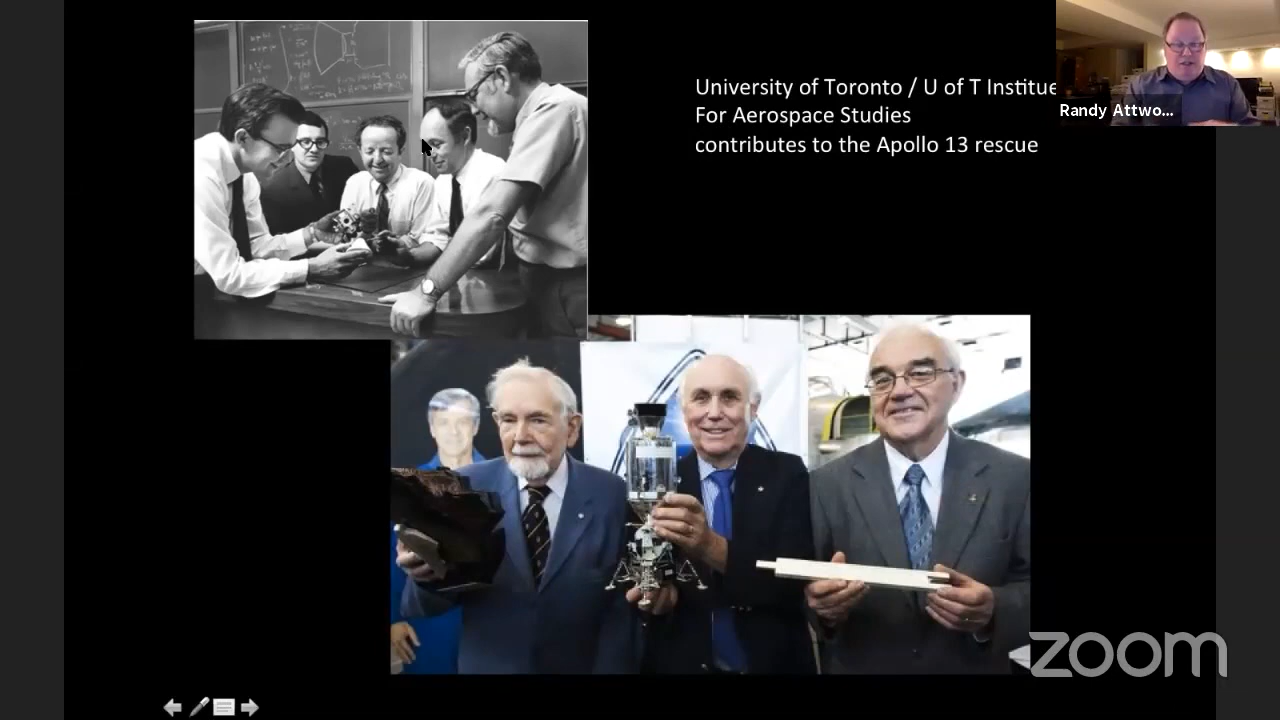 University of Toronto / U of T Institue
For Aerospace Studies
contributes to the Apollo 13 rescue
Randy Attwo...
zoom